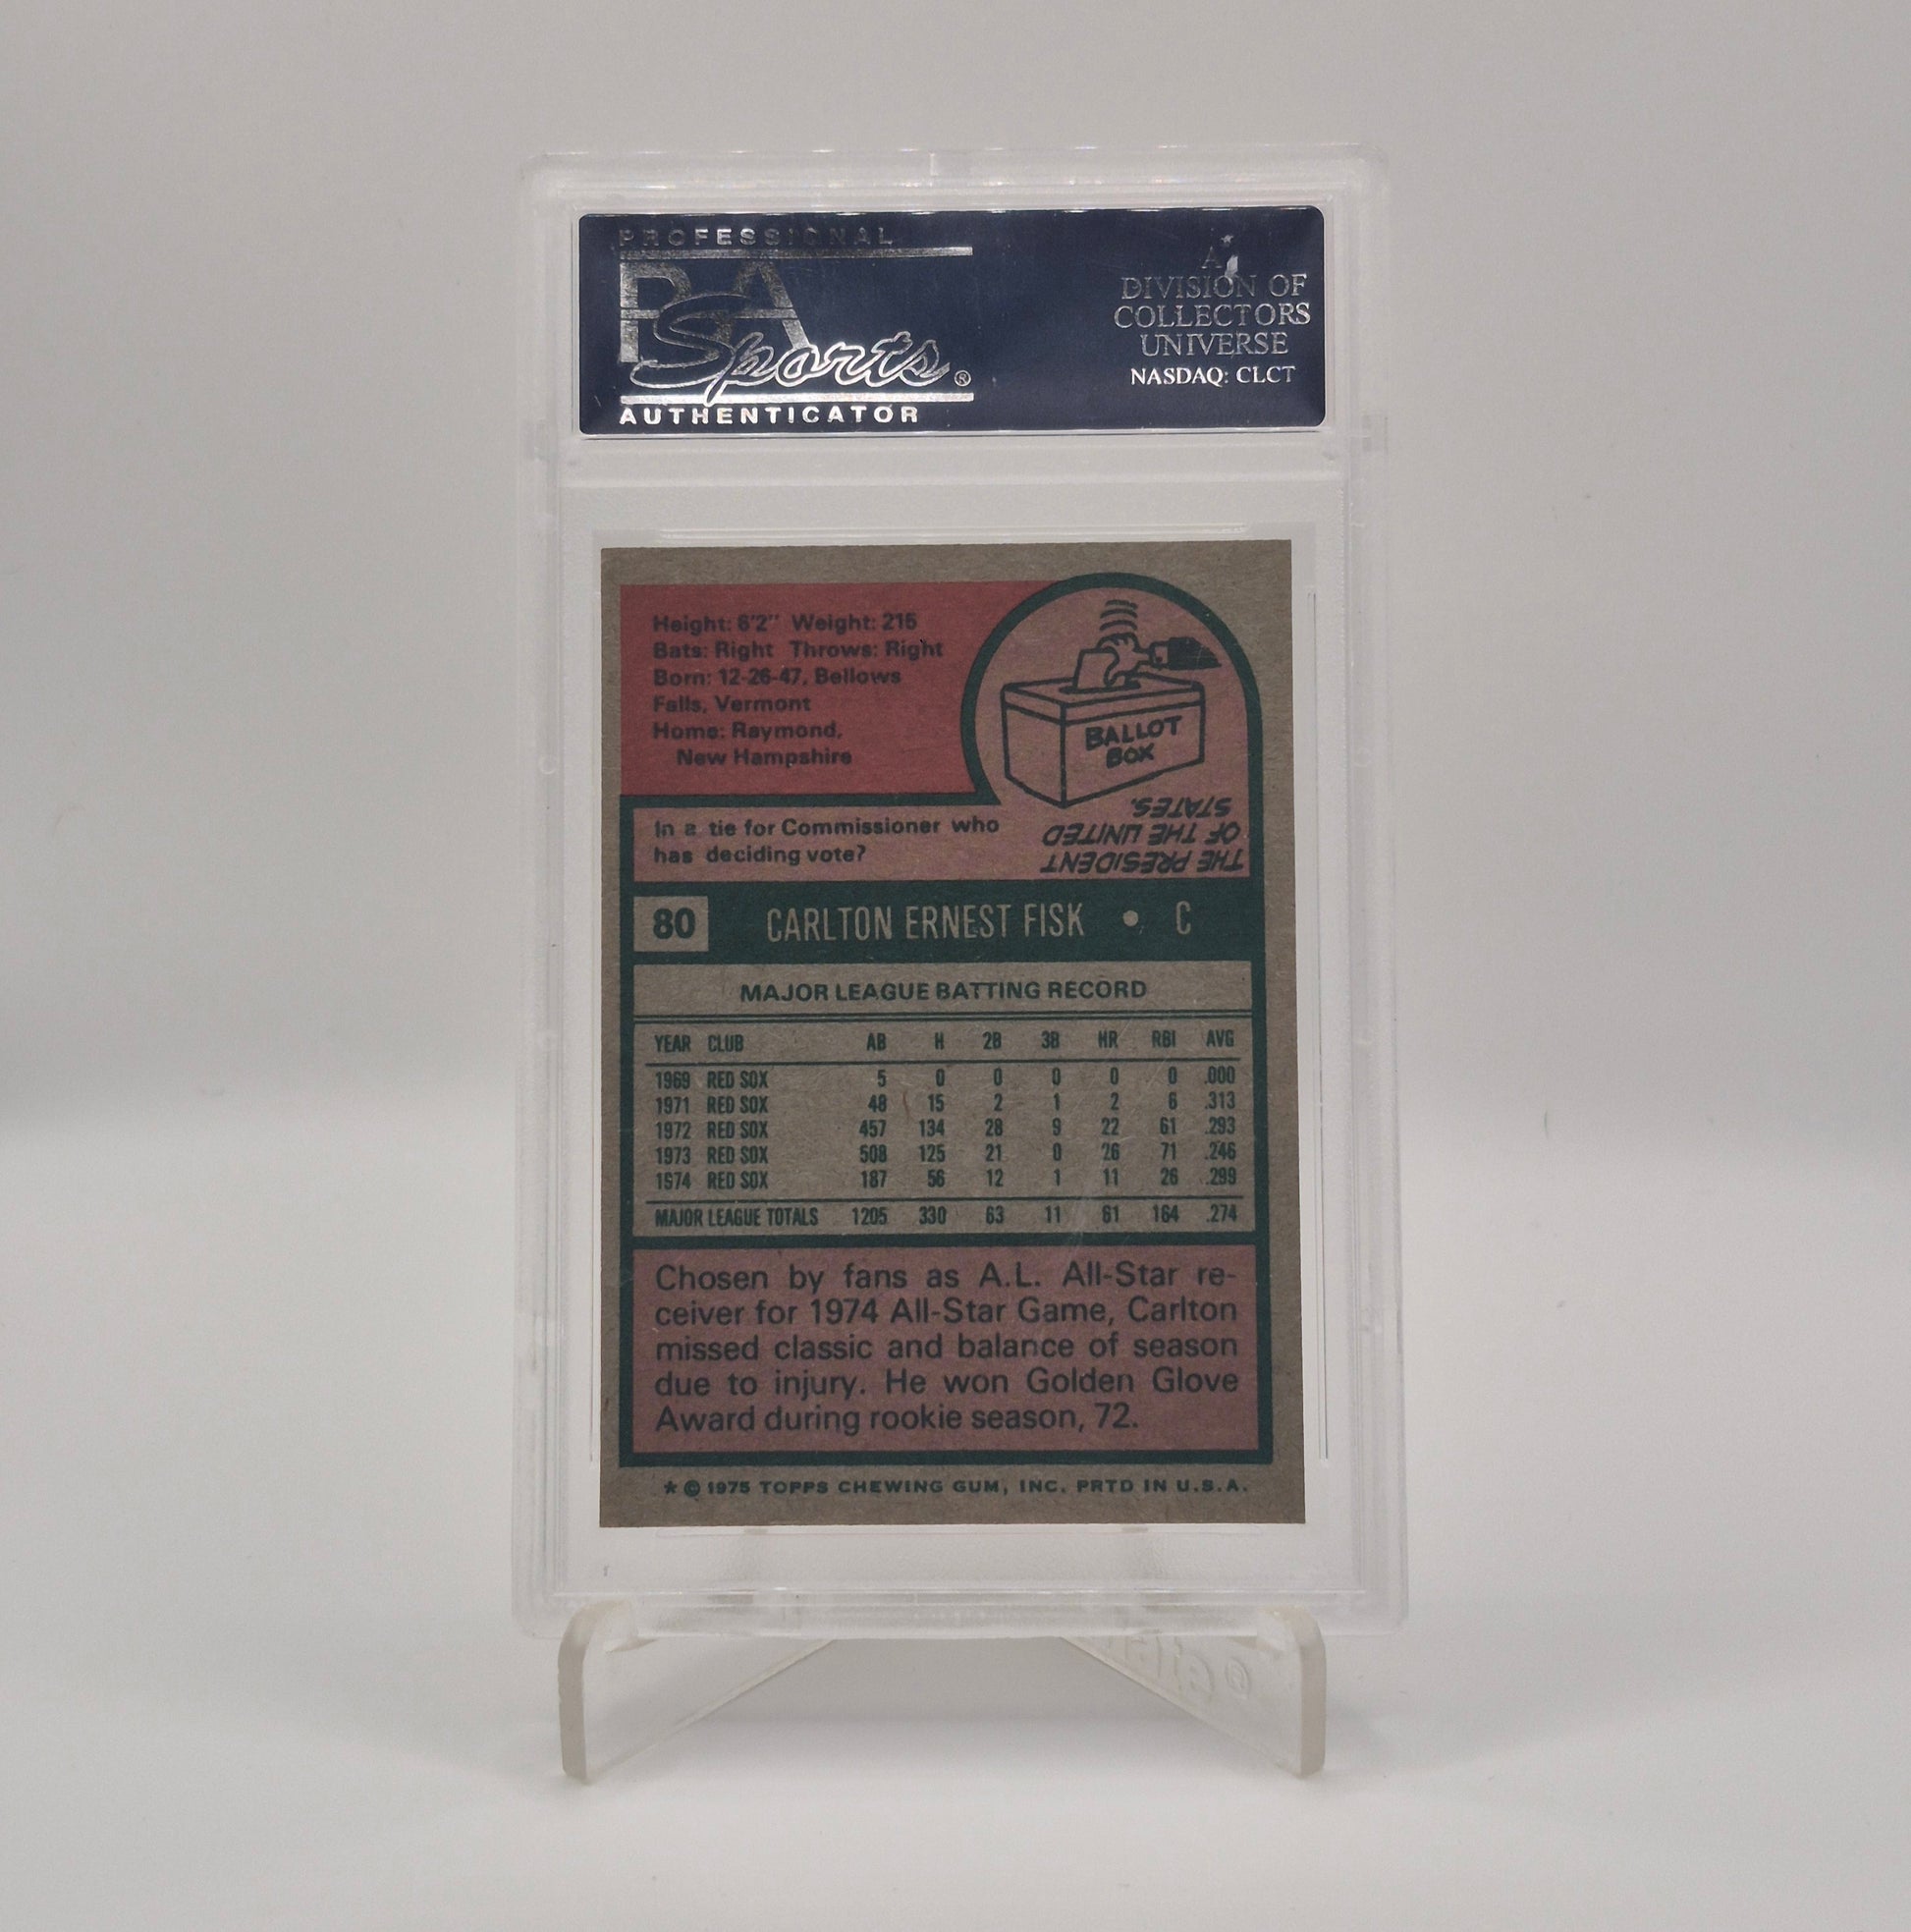 PROFESSIONAL
PSA
Sports®
AUTHENTICATOR
A
DIVISION OF
COLLECTORS
UNIVERSE
NASDAQ: CLCT
Height: 6'2" Weight: 215
Bats: Right Throws: Right
Born: 12-26-47, Bellows
Falls, Vermont
Home: Raymond,
New Hampshire
BALLOT
BOX
In a tie for Commissioner who
has deciding vote?
THE PRESIDENT
OF THE UNITED
STATES.
80 CARLTON ERNEST FISK • C
MAJOR LEAGUE BATTING RECORD
YEAR CLUB AB H 2B 3B HR RBI AVG
1969 RED SOX 5 0 0 0 0 0 .000
1971 RED SOX 48 15 2 1 2 6 .313
1972 RED SOX 457 134 28 9 22 61 .293
1973 RED SOX 508 125 21 0 26 71 .246
1974 RED SOX 187 56 12 1 11 26 .299
MAJOR LEAGUE TOTALS 1205 330 63 11 61 164 .274
Chosen by fans as A.L. All-Star re-
ceiver for 1974 All-Star Game, Carlton
missed classic and balance of season
due to injury. He won Golden Glove
Award during rookie season, 72.
* © 1975 TOPPS CHEWING GUM, INC. PRTD IN U.S.A.